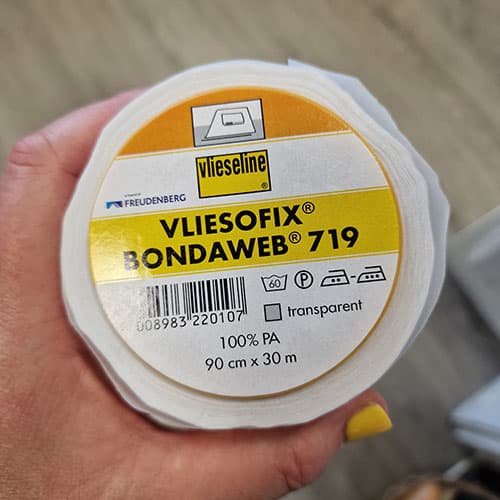 vlieseline®
FREUDENBERG
VLIESOFIX®
BONDAWEB® 719
60 P
transparent
008983 220107
100% PA
90 cm x 30 m